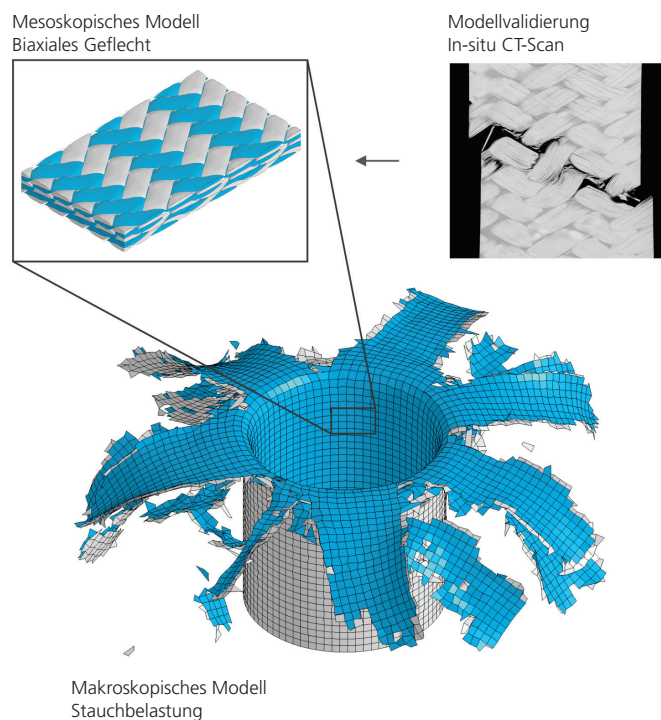 Mesoskopisches Modell
Biaxiales Geflecht
Modellvalidierung
In-situ CT-Scan
Makroskopisches Modell
Stauchbelastung